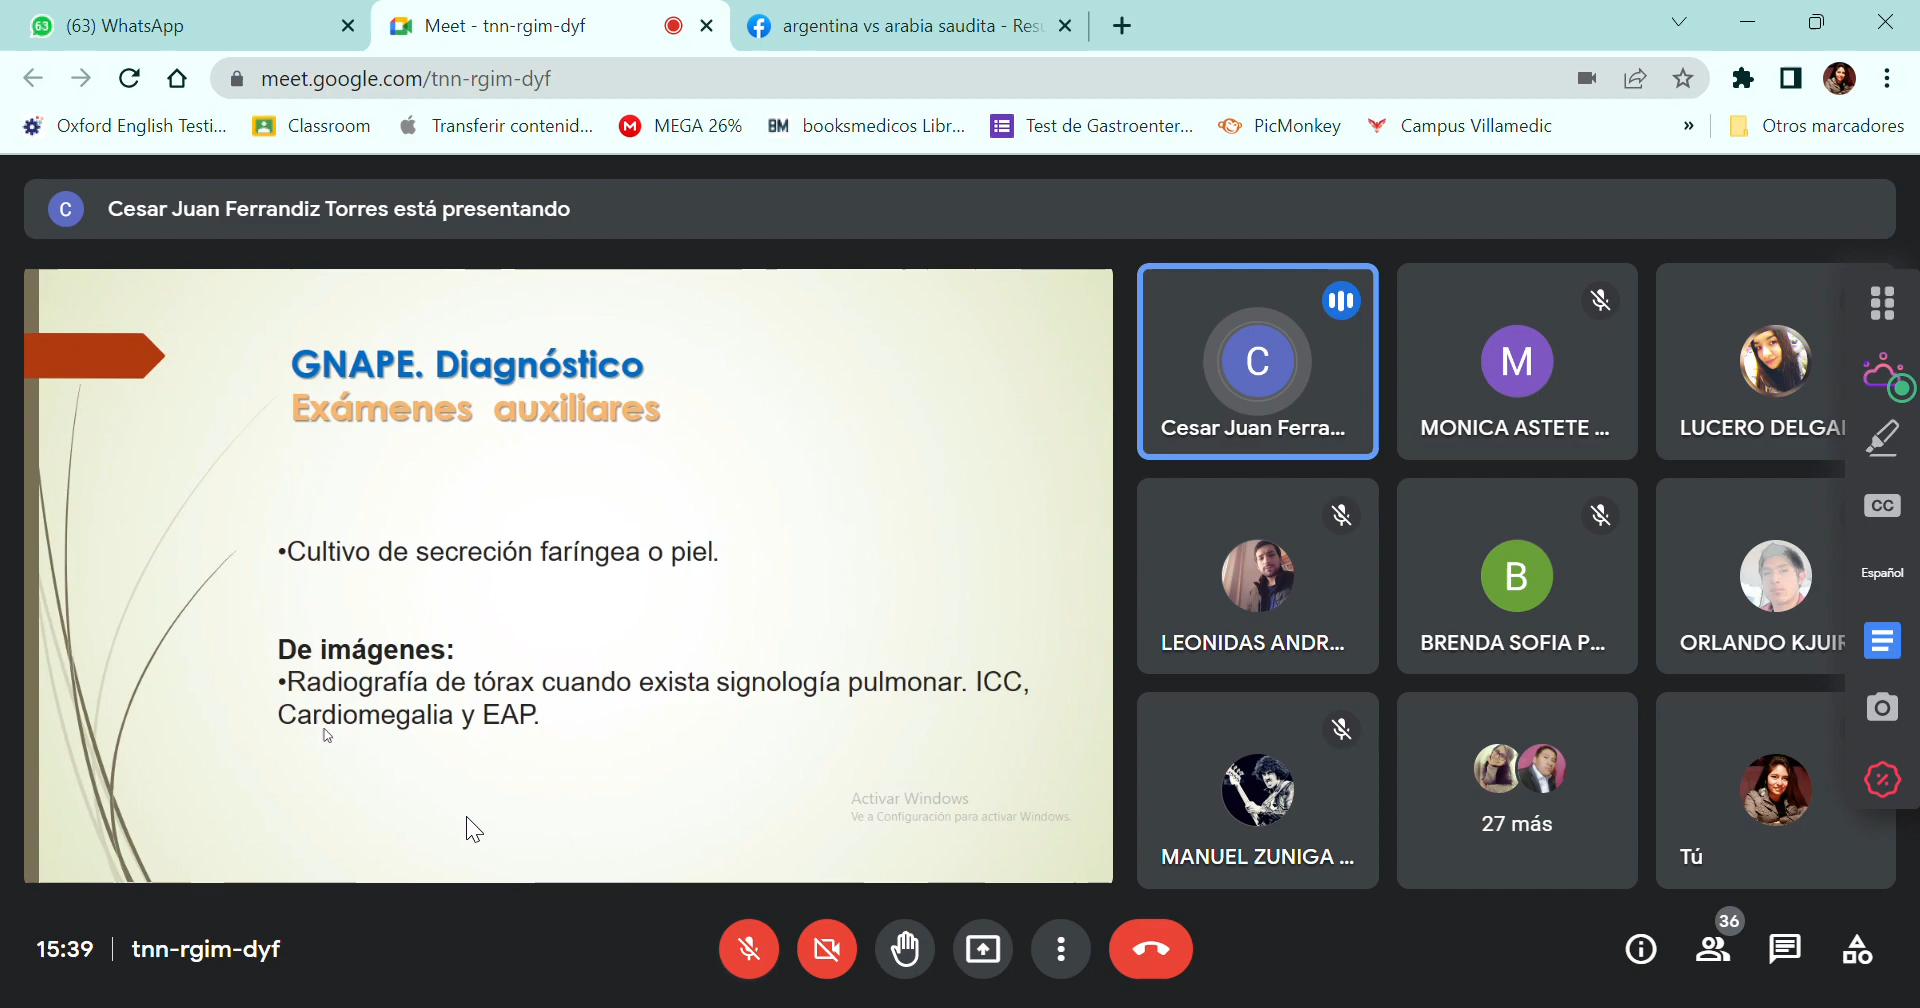 63
(63) WhatsApp
Meet - tnn-rgim-dyf
argentina vs arabia saudita - Resu
meet.google.com/tnn-rgim-dyf
Oxford English Testi...
Classroom
Transferir contenid...
MEGA 26%
BM booksmedicos Libr...
Test de Gastroenter...
PicMonkey
Campus Villamedic
»
Otros marcadores
C Cesar Juan Ferrandiz Torres está presentando
GNAPE. Diagnóstico
Exámenes auxiliares
•Cultivo de secreción faríngea o piel.
De imágenes:
•Radiografía de tórax cuando exista signología pulmonar. ICC,
Cardiomegalia y EAP.
Activar Windows
Ve a Configuración para activar Windows.
C
Cesar Juan Ferra...
M
MONICA ASTETE ...
LUCERO DELGA
LEONIDAS ANDR...
B
BRENDA SOFIA P...
ORLANDO KJUIR
MANUEL ZUNIGA ...
27 más
Tú
CC
Español
15:39
tnn-rgim-dyf
36